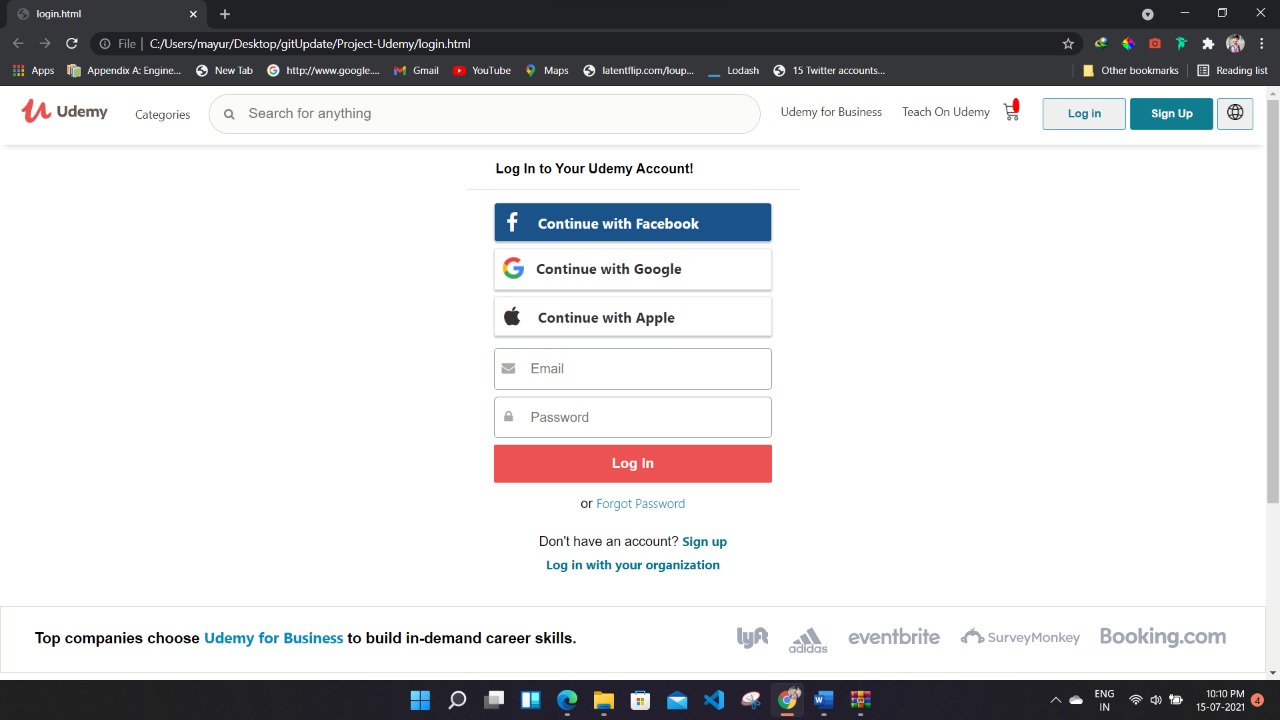 login.html
File | C:/Users/mayur/Desktop/gitUpdate/Project-Udemy/login.html
Apps Appendix A: Engine... New Tab http://www.google.... Gmail YouTube Maps latentflip.com/loup... Lodash 15 Twitter accounts... Other bookmarks Reading list
Udemy Categories Search for anything Udemy for Business Teach On Udemy Log in Sign Up
Log In to Your Udemy Account!
Continue with Facebook
Continue with Google
Continue with Apple
Email
Password
Log In
or Forgot Password
Don't have an account? Sign up
Log in with your organization
Top companies choose Udemy for Business to build in-demand career skills. lyft adidas eventbrite SurveyMonkey Booking.com
ENG 10:10 PM
IN 15-07-2021 4